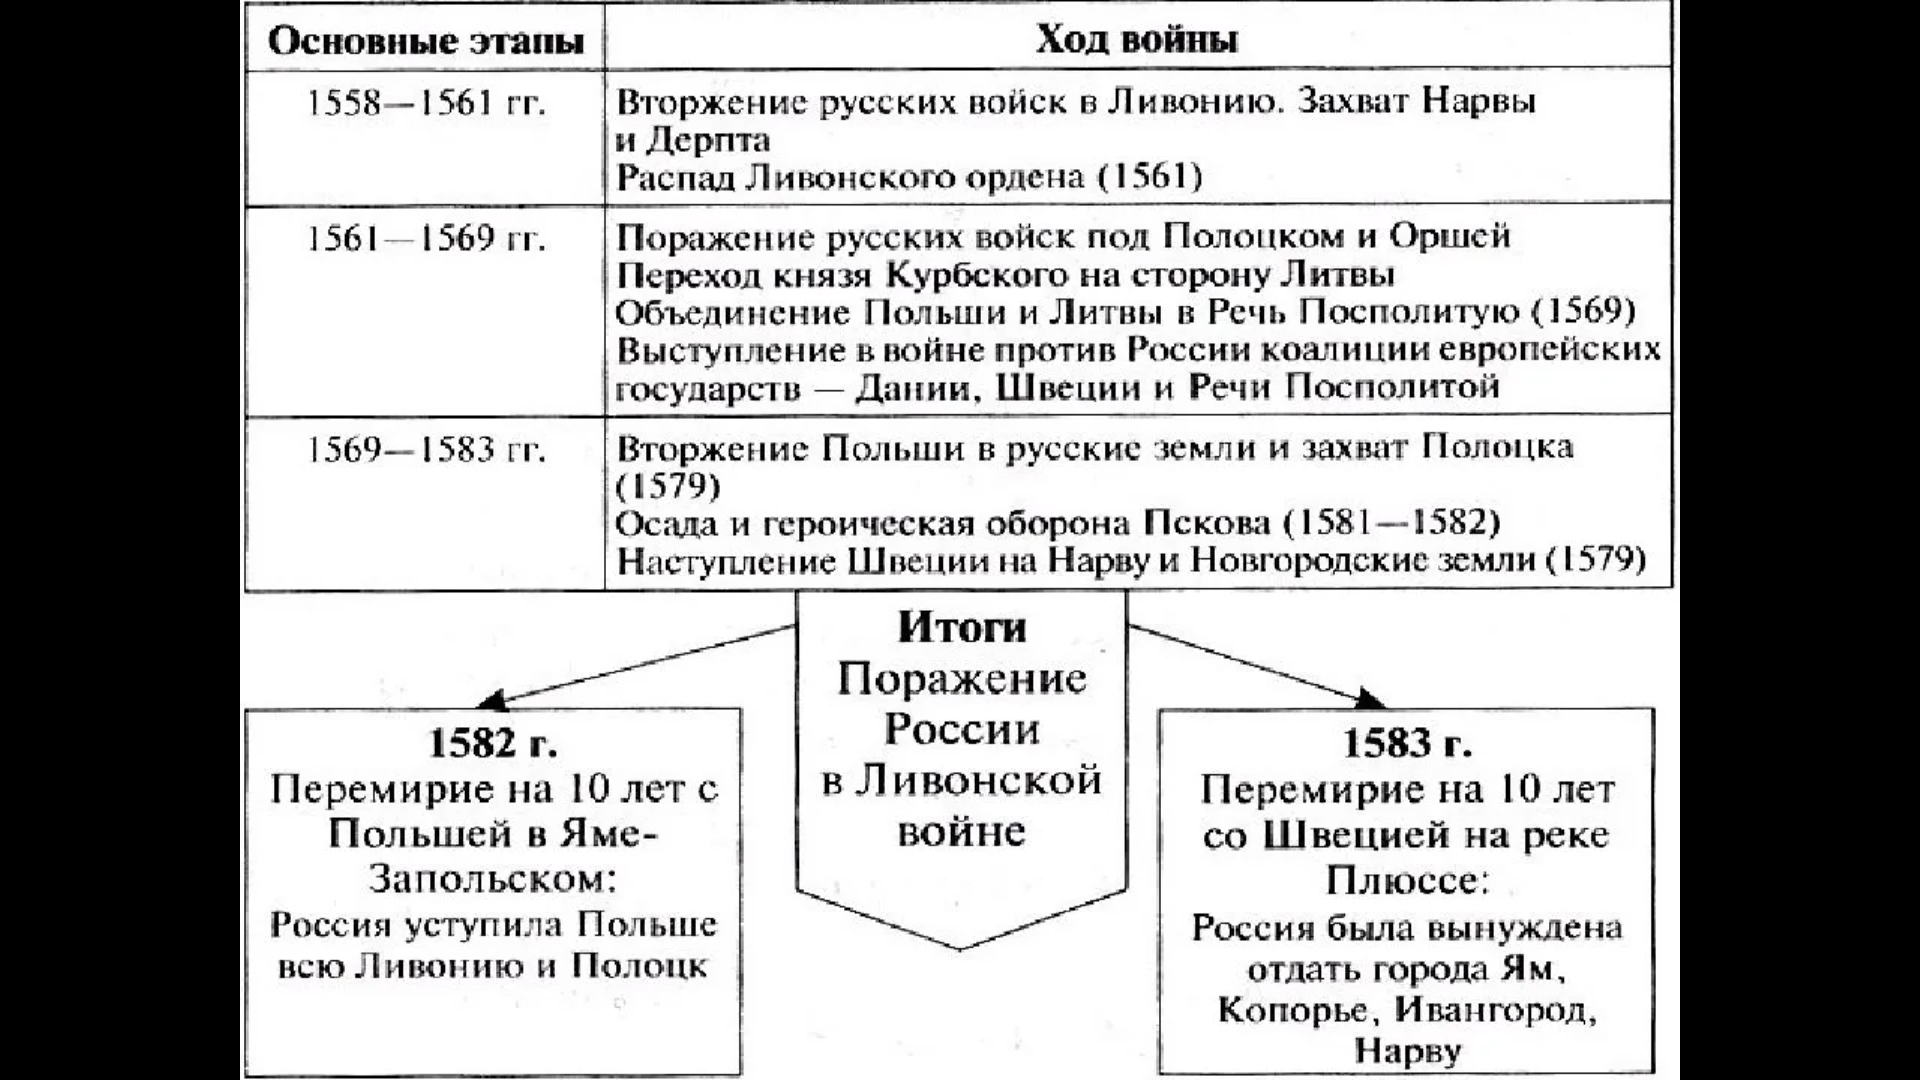 Основные этапы
Ход войны
1558—1561 гг.
Вторжение русских войск в Ливонию. Захват Нарвы
и Дерпта
Распад Ливонского ордена (1561)
1561—1569 гг.
Поражение русских войск под Полоцком и Оршей
Переход князя Курбского на сторону Литвы
Объединение Польши и Литвы в Речь Посполитую (1569)
Выступление в войне против России коалиции европейских
государств — Дании, Швеции и Речи Посполитой
1569—1583 гг.
Вторжение Польши в русские земли и захват Полоцка
(1579)
Осада и героическая оборона Пскова (1581—1582)
Наступление Швеции на Нарву и Новгородские земли (1579)
Итоги
Поражение
России
в Ливонской
войне
1582 г.
Перемирие на 10 лет с
Польшей в Яме-
Запольском:
Россия уступила Польше
всю Ливонию и Полоцк
1583 г.
Перемирие на 10 лет
со Швецией на реке
Плюссе:
Россия была вынуждена
отдать города Ям,
Копорье, Ивангород,
Нарву